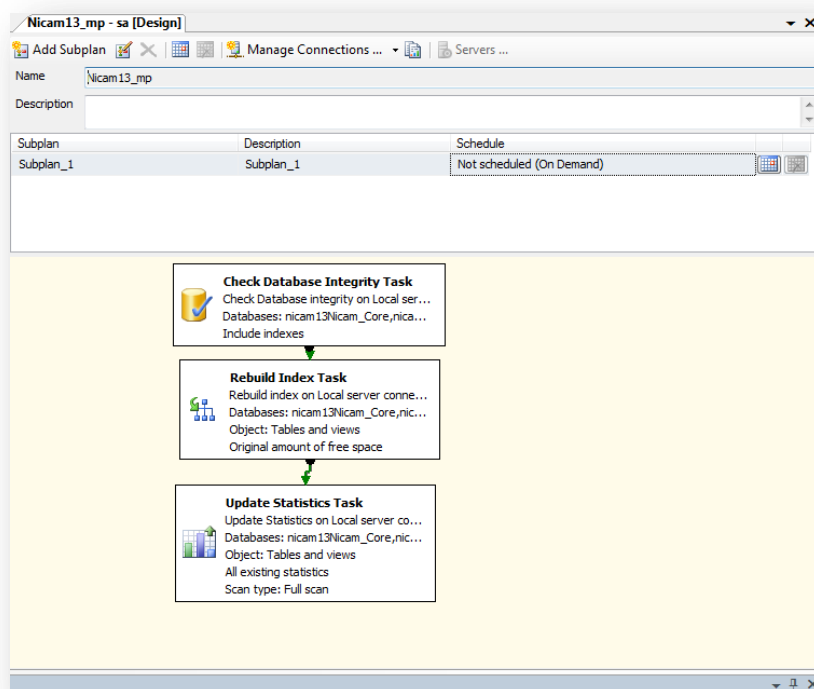 Nicam13_mp - sa [Design]
Add Subplan Manage Connections ... Servers ...
Name Nicam13_mp
Description
Subplan Description Schedule
Subplan_1 Subplan_1 Not scheduled (On Demand)
Check Database Integrity Task
Check Database integrity on Local ser...
Databases: nicam13Nicam_Core,nica...
Include indexes
Rebuild Index Task
Rebuild index on Local server conne...
Databases: nicam13Nicam_Core,nic...
Object: Tables and views
Original amount of free space
Update Statistics Task
Update Statistics on Local server co...
Databases: nicam13Nicam_Core,nic...
Object: Tables and views
All existing statistics
Scan type: Full scan